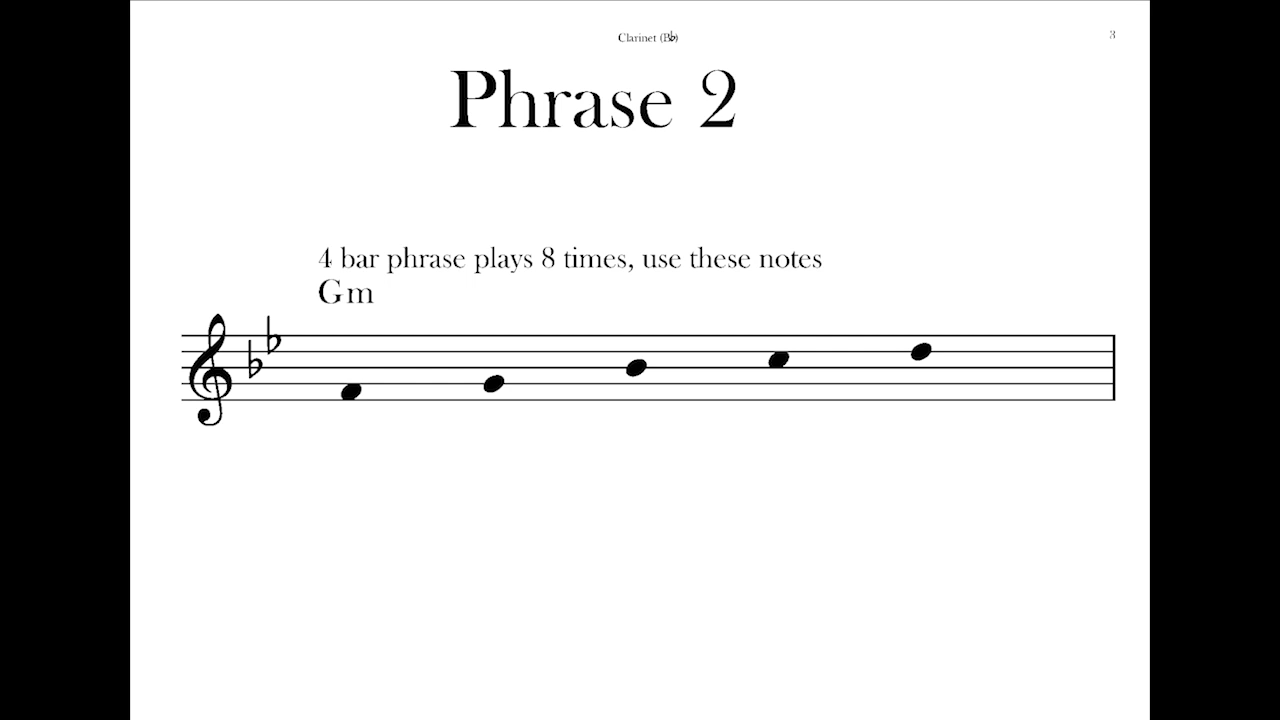 Clarinet (B♭)
3
Phrase 2
4 bar phrase plays 8 times, use these notes
Gm